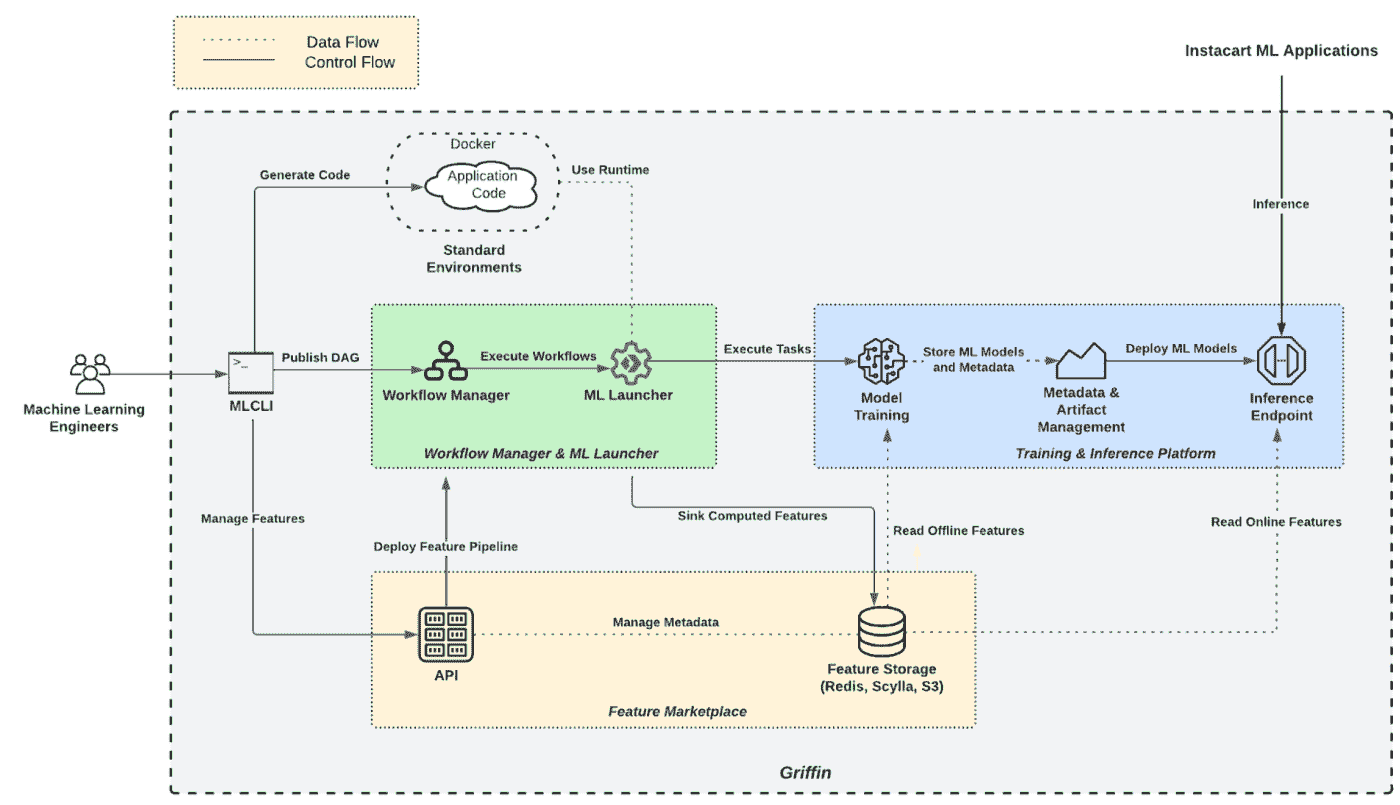 Data Flow
Control Flow
Instacart ML Applications
Docker
Application
Code
Use Runtime
Generate Code
Inference
Standard
Environments
Publish DAG
Execute Workflows
Execute Tasks
Store ML Models
and Metadata
Deploy ML Models
>_
MLCLI
Machine Learning
Engineers
Workflow Manager
ML Launcher
Model
Training
Metadata &
Artifact
Management
Inference
Endpoint
Workflow Manager & ML Launcher
Training & Inference Platform
Manage Features
Sink Computed Features
Read Offline Features
Read Online Features
Deploy Feature Pipeline
Manage Metadata
API
Feature Storage
(Redis, Scylla, S3)
Feature Marketplace
Griffin